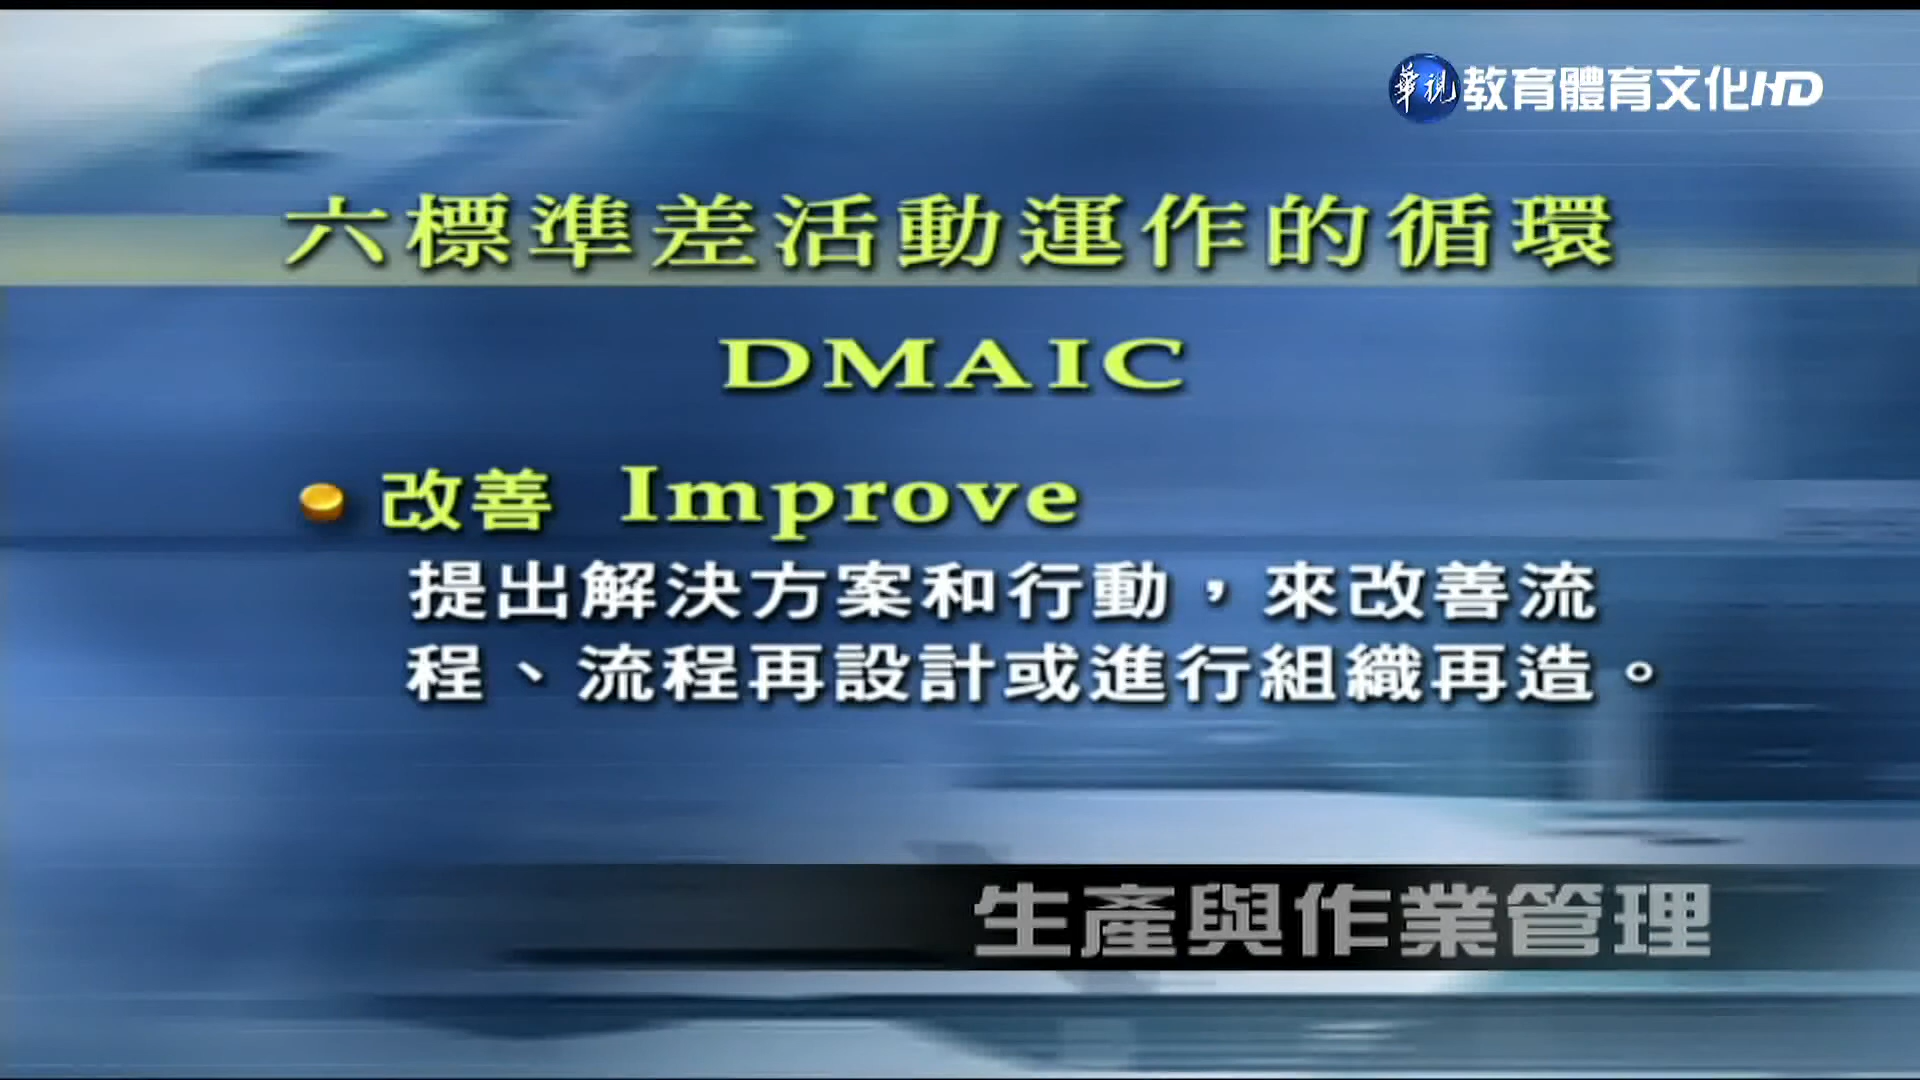 華視 教育體育文化HD
六標準差活動運作的循環
DMAIC
改善 Improve
提出解決方案和行動，來改善流
程、流程再設計或進行組織再造。
生產與作業管理